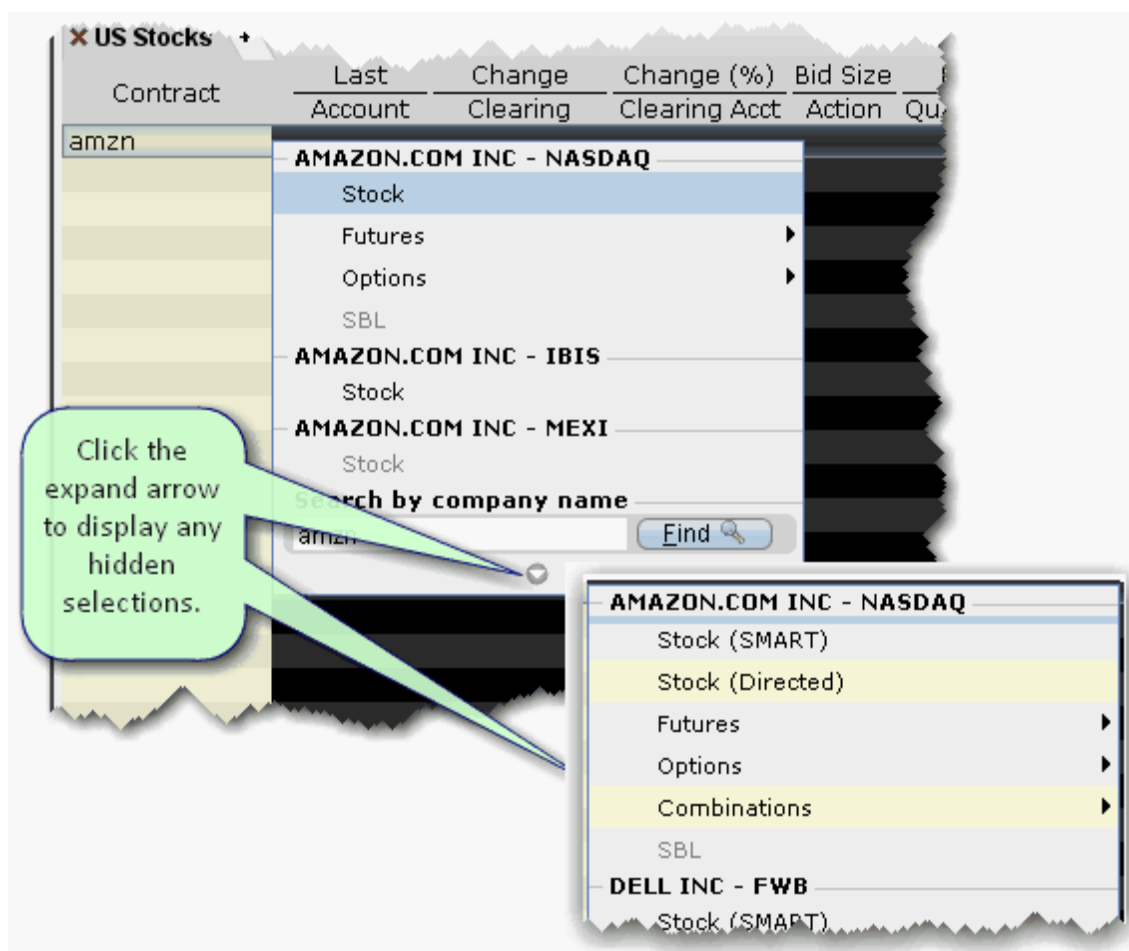 US Stocks +
Contract
Last Change Change (%) Bid Size
Account Clearing Clearing Acct Action
amzn
AMAZON.COM INC - NASDAQ
Stock
Futures
Options
SBL
AMAZON.COM INC - IBIS
Stock
AMAZON.COM INC - MEXI
Stock
Search by company name
amzn Find
Click the
expand arrow
to display any
hidden
selections.
AMAZON.COM INC - NASDAQ
Stock (SMART)
Stock (Directed)
Futures
Options
Combinations
SBL
DELL INC - FWB
Stock (SMART)